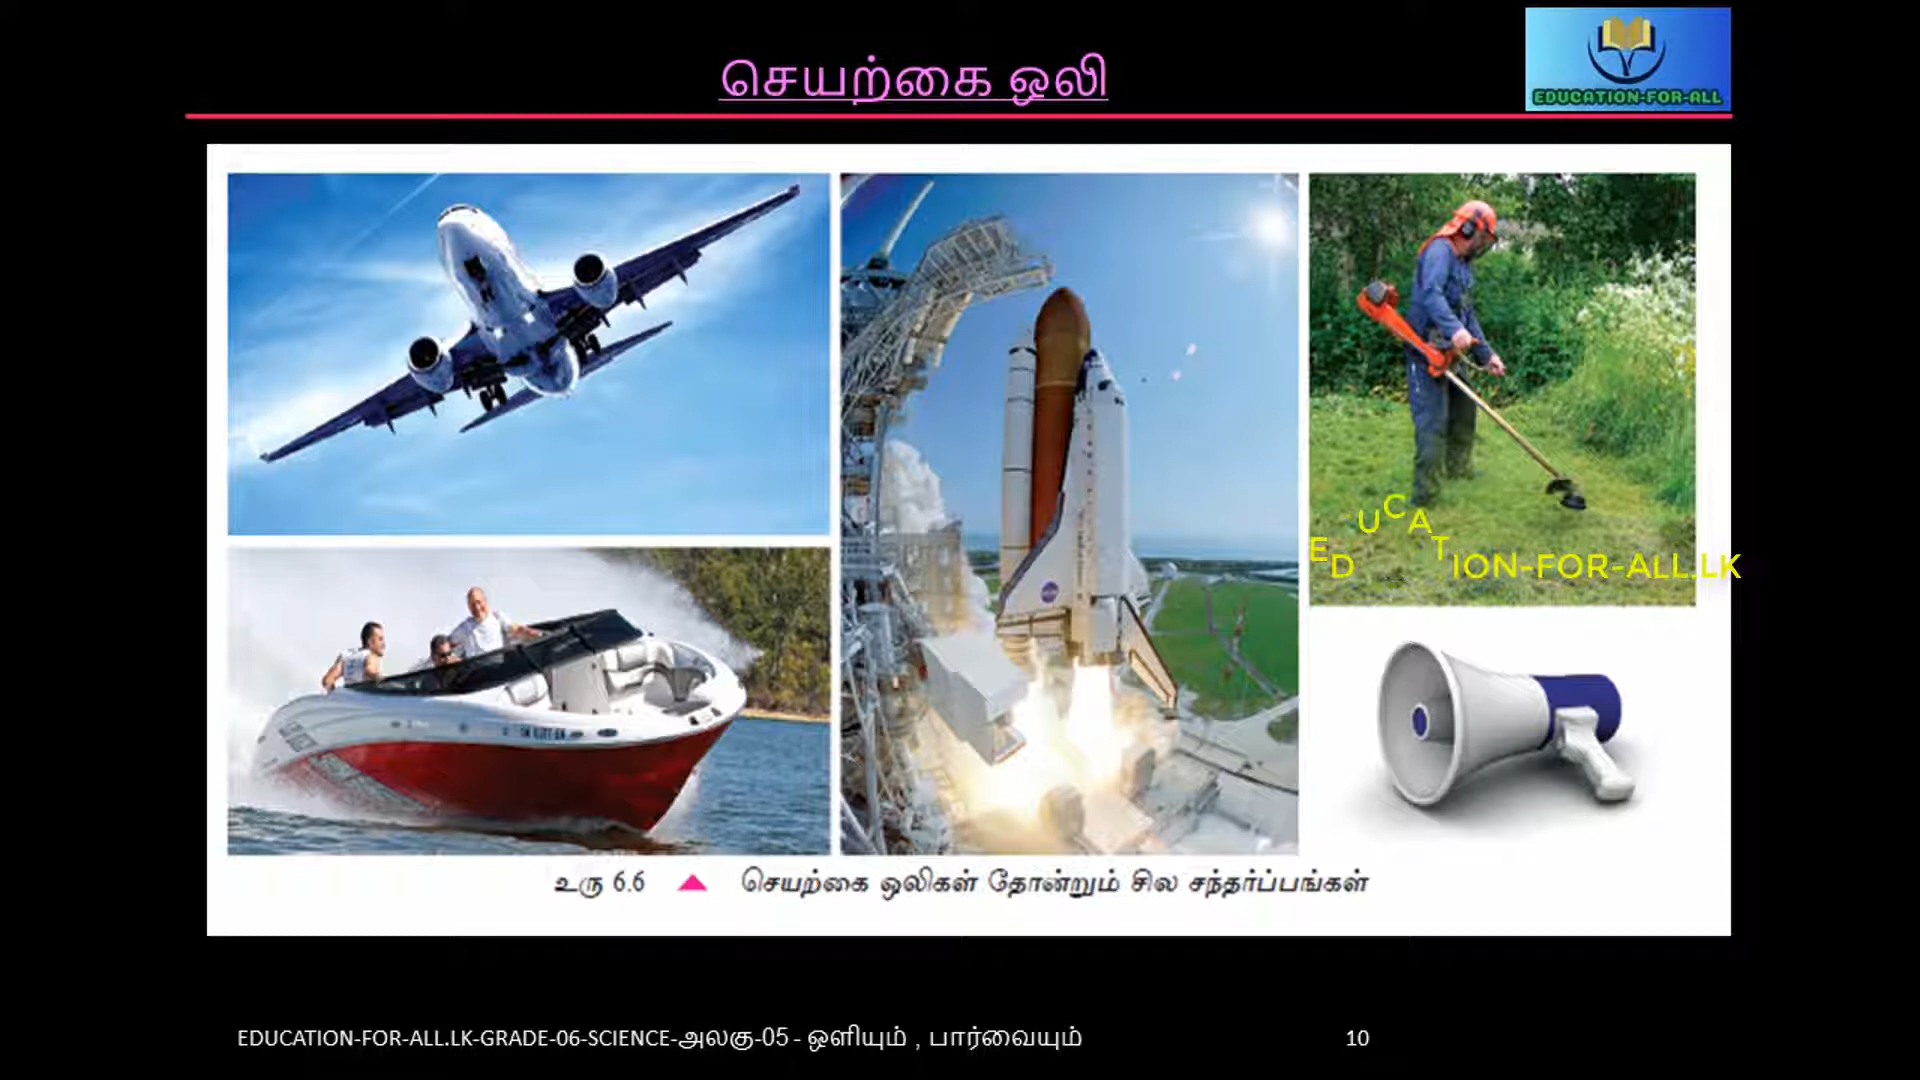 செயற்கை ஒலி
EDUCATION-FOR-ALL
EDUCATION-FOR-ALL.LK
உரு 6.6 ▲ செயற்கை ஒலிகள் தோன்றும் சில சந்தர்ப்பங்கள்
EDUCATION-FOR-ALL.LK-GRADE-06-SCIENCE-அலகு-05 - ஒளியும் , பார்வையும் 10